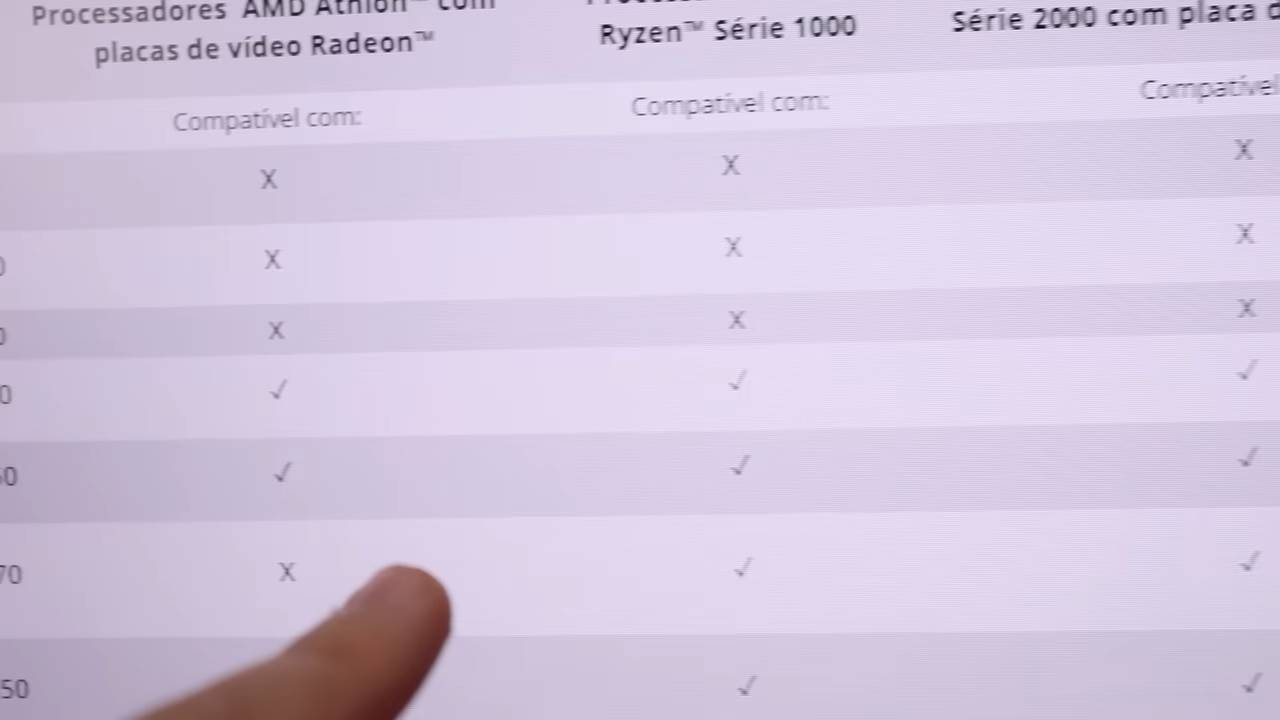 Processadores AMD Athlon™ com
placas de vídeo Radeon™
Ryzen™ Série 1000
Série 2000 com placa
Compatível com:
Compatível com:
Compatível
X X X
X X X
X X X
✓ ✓ ✓
✓ ✓ ✓
X ✓ ✓
50 ✓ ✓